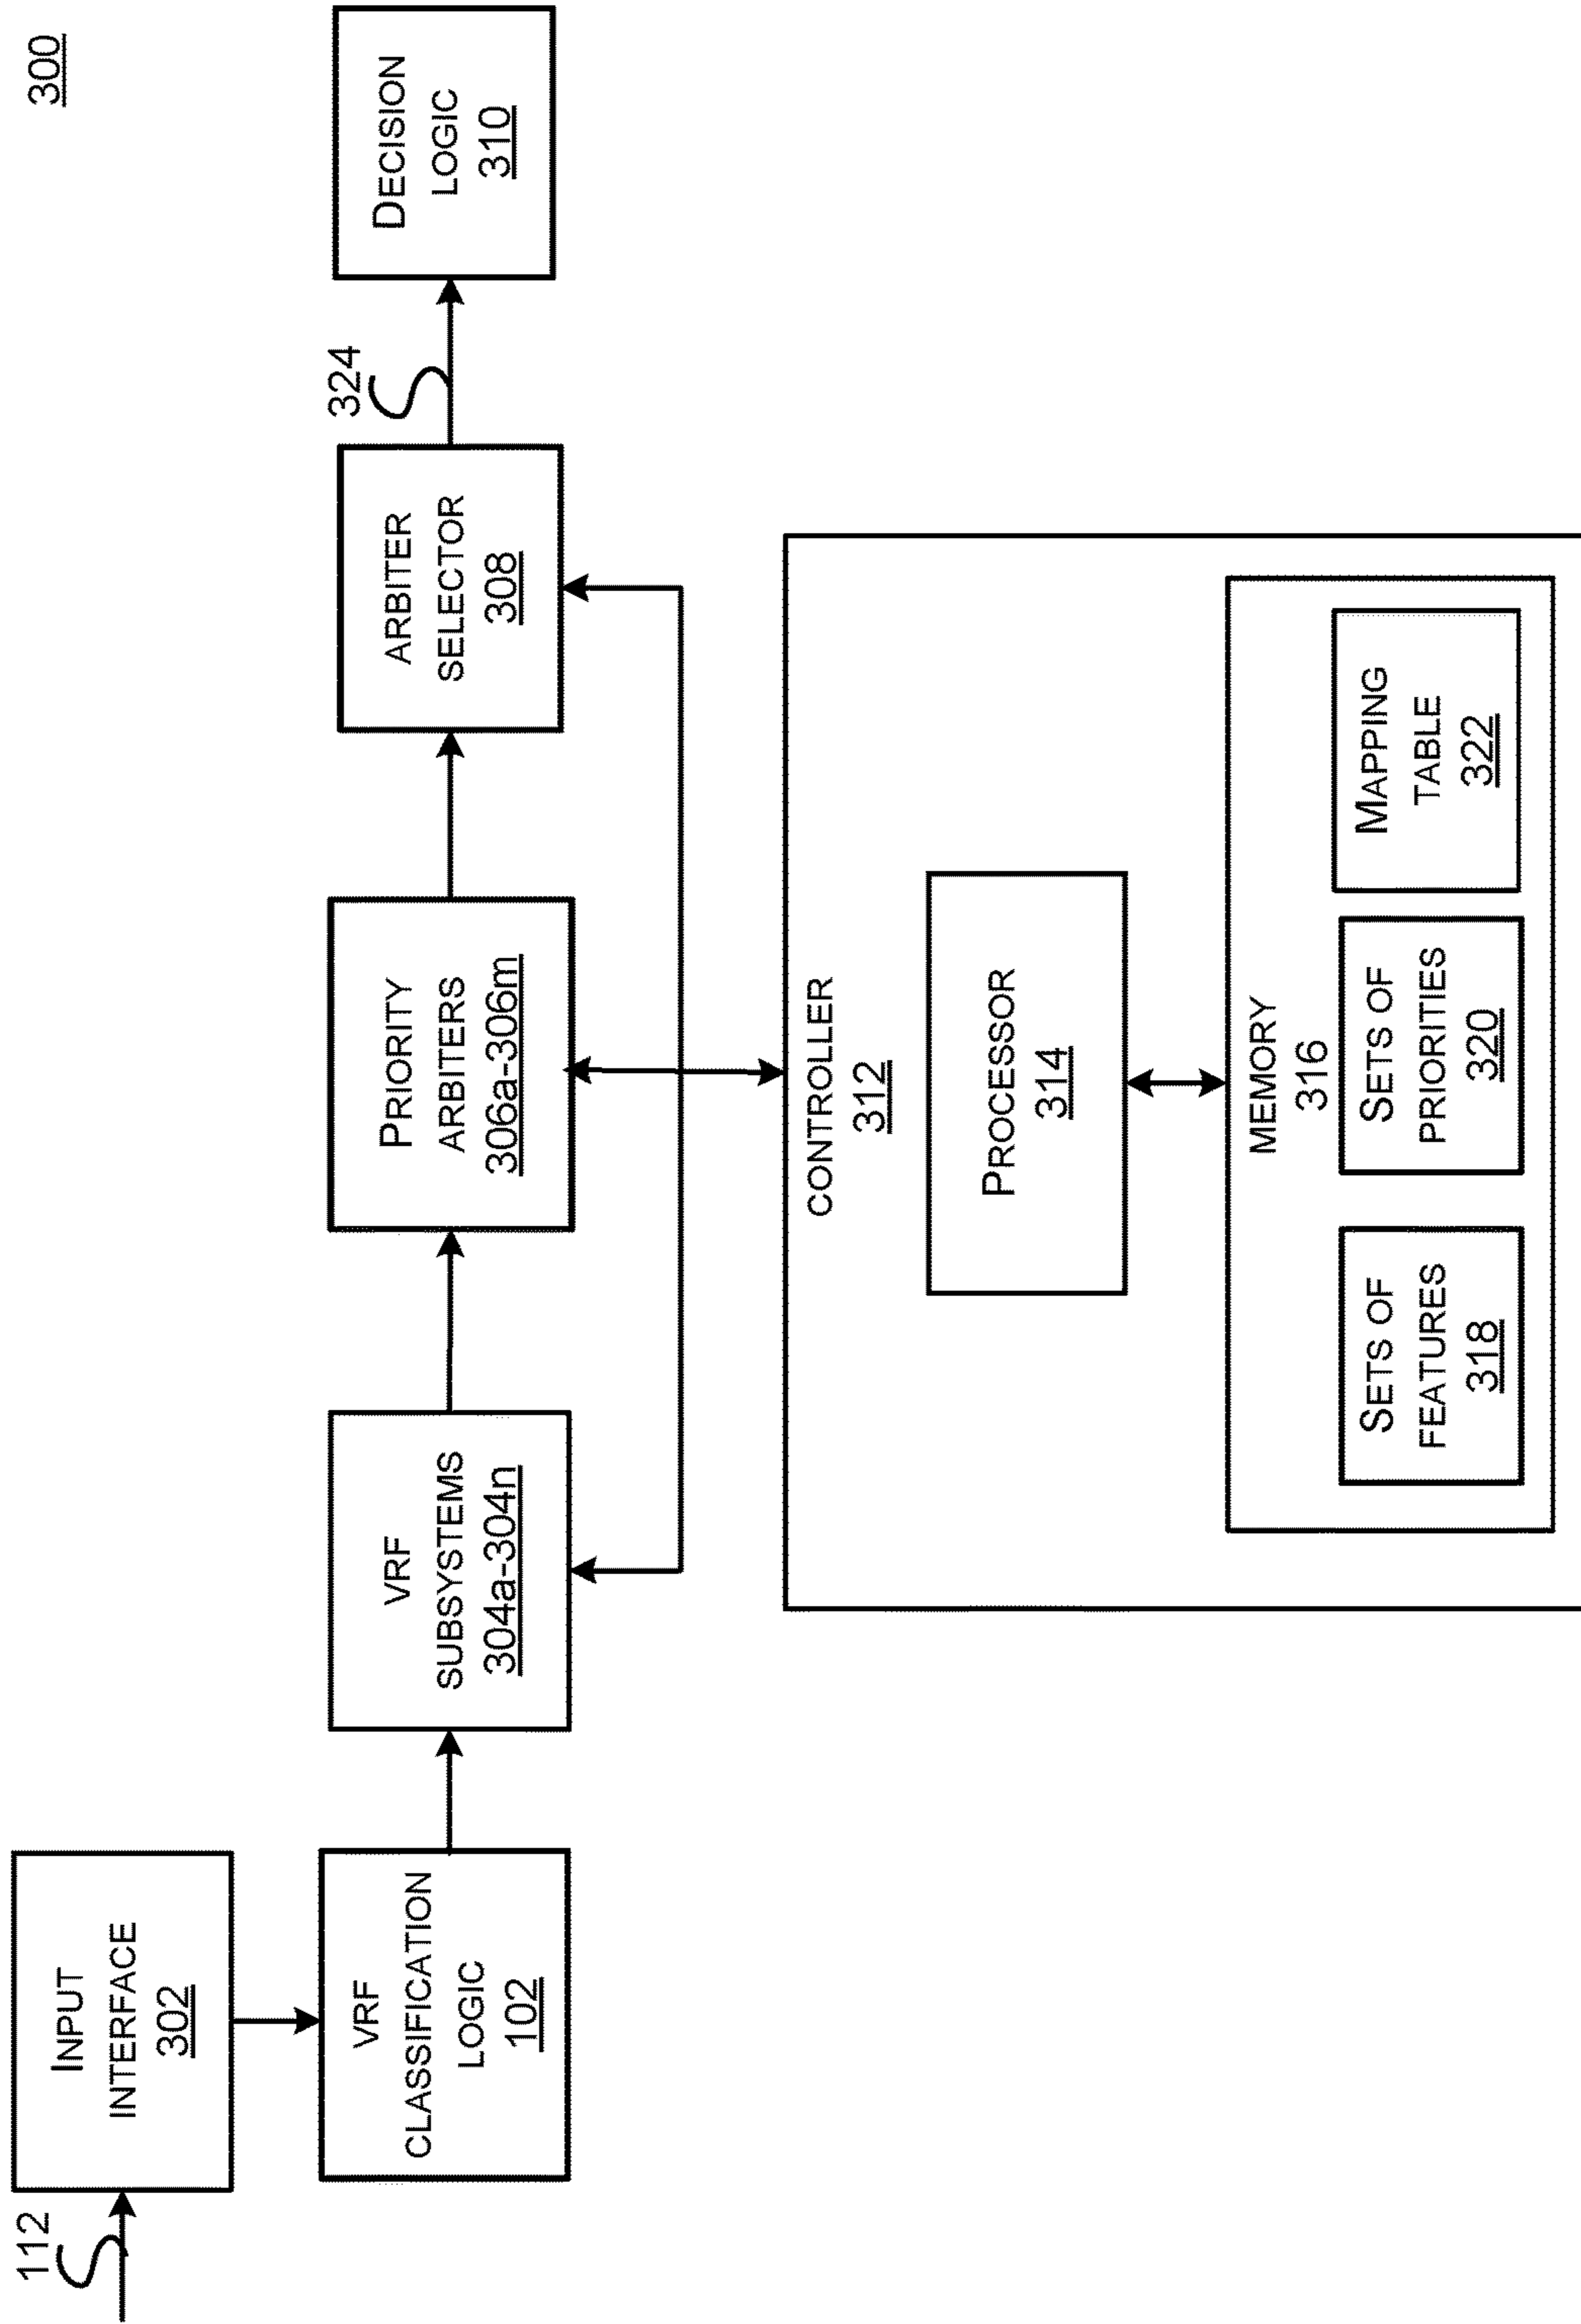 300
112
INPUT
INTERFACE
302
VRF
CLASSIFICATION
LOGIC
102
VRF
SUBSYSTEMS
304a-304n
PRIORITY
ARBITERS
306a-306m
ARBITER
SELECTOR
308
324
DECISION
LOGIC
310
CONTROLLER
312
PROCESSOR
314
MEMORY
316
SETS OF
FEATURES
318
SETS OF
PRIORITIES
320
MAPPING
TABLE
322